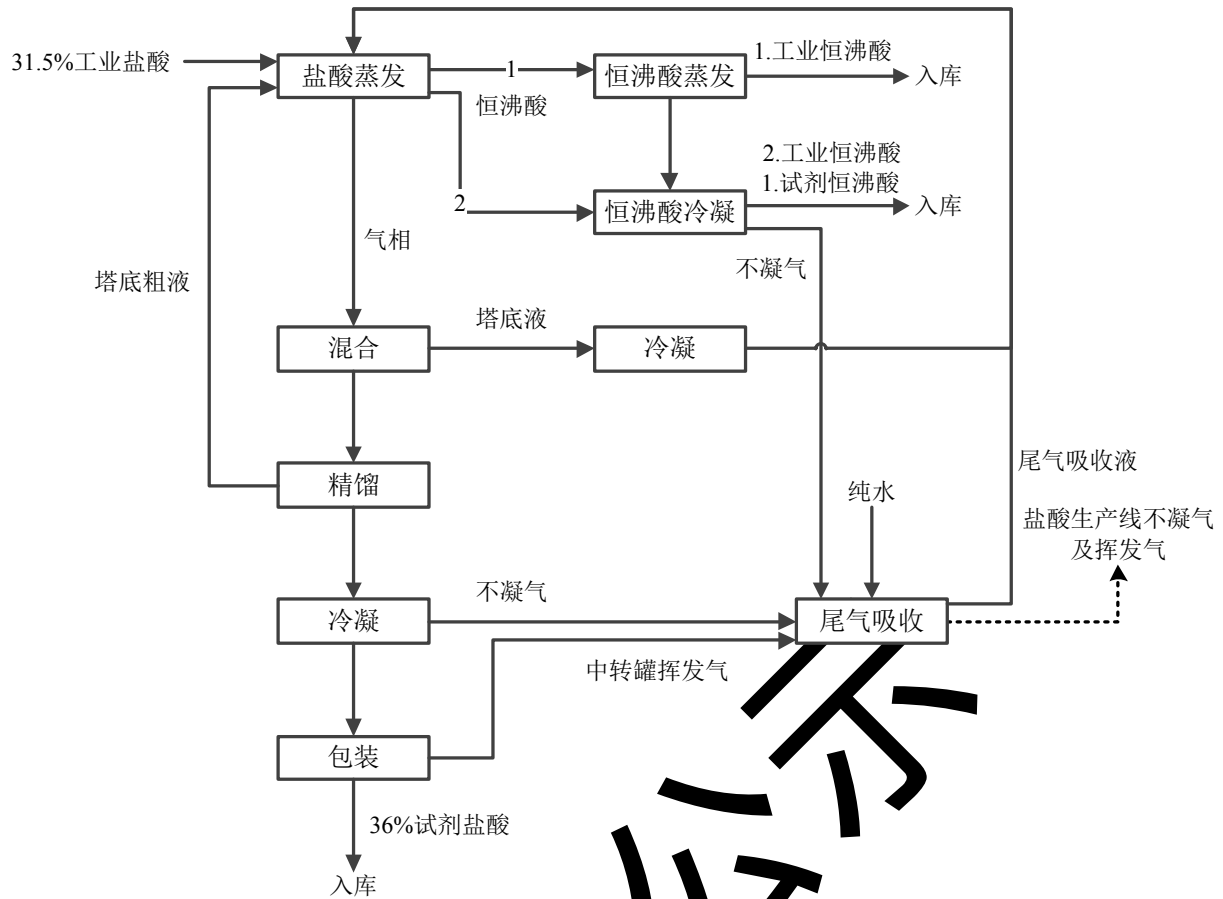 31.5%工业盐酸
盐酸蒸发
1
恒沸酸
恒沸酸蒸发
1.工业恒沸酸
入库
2.工业恒沸酸
1.试剂恒沸酸
2
恒沸酸冷凝
入库
气相
不凝气
塔底粗液
塔底液
混合
冷凝
尾气吸收液
精馏
纯水
盐酸生产线不凝气
及挥发气
不凝气
冷凝
尾气吸收
中转罐挥发气
包装
36%试剂盐酸
入库